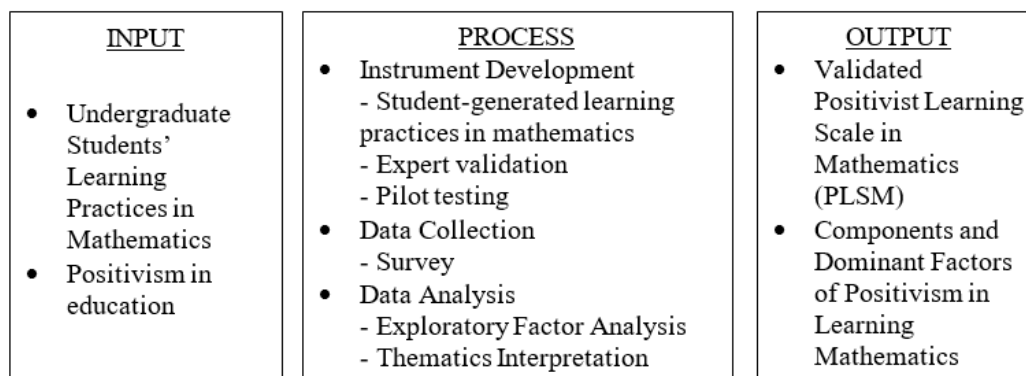 INPUT
• Undergraduate
Students’
Learning
Practices in
Mathematics
• Positivism in
education
PROCESS
• Instrument Development
- Student-generated learning
practices in mathematics
- Expert validation
- Pilot testing
• Data Collection
- Survey
• Data Analysis
- Exploratory Factor Analysis
- Thematics Interpretation
OUTPUT
• Validated
Positivist Learning
Scale in
Mathematics
(PLSM)
• Components and
Dominant Factors
of Positivism in
Learning
Mathematics